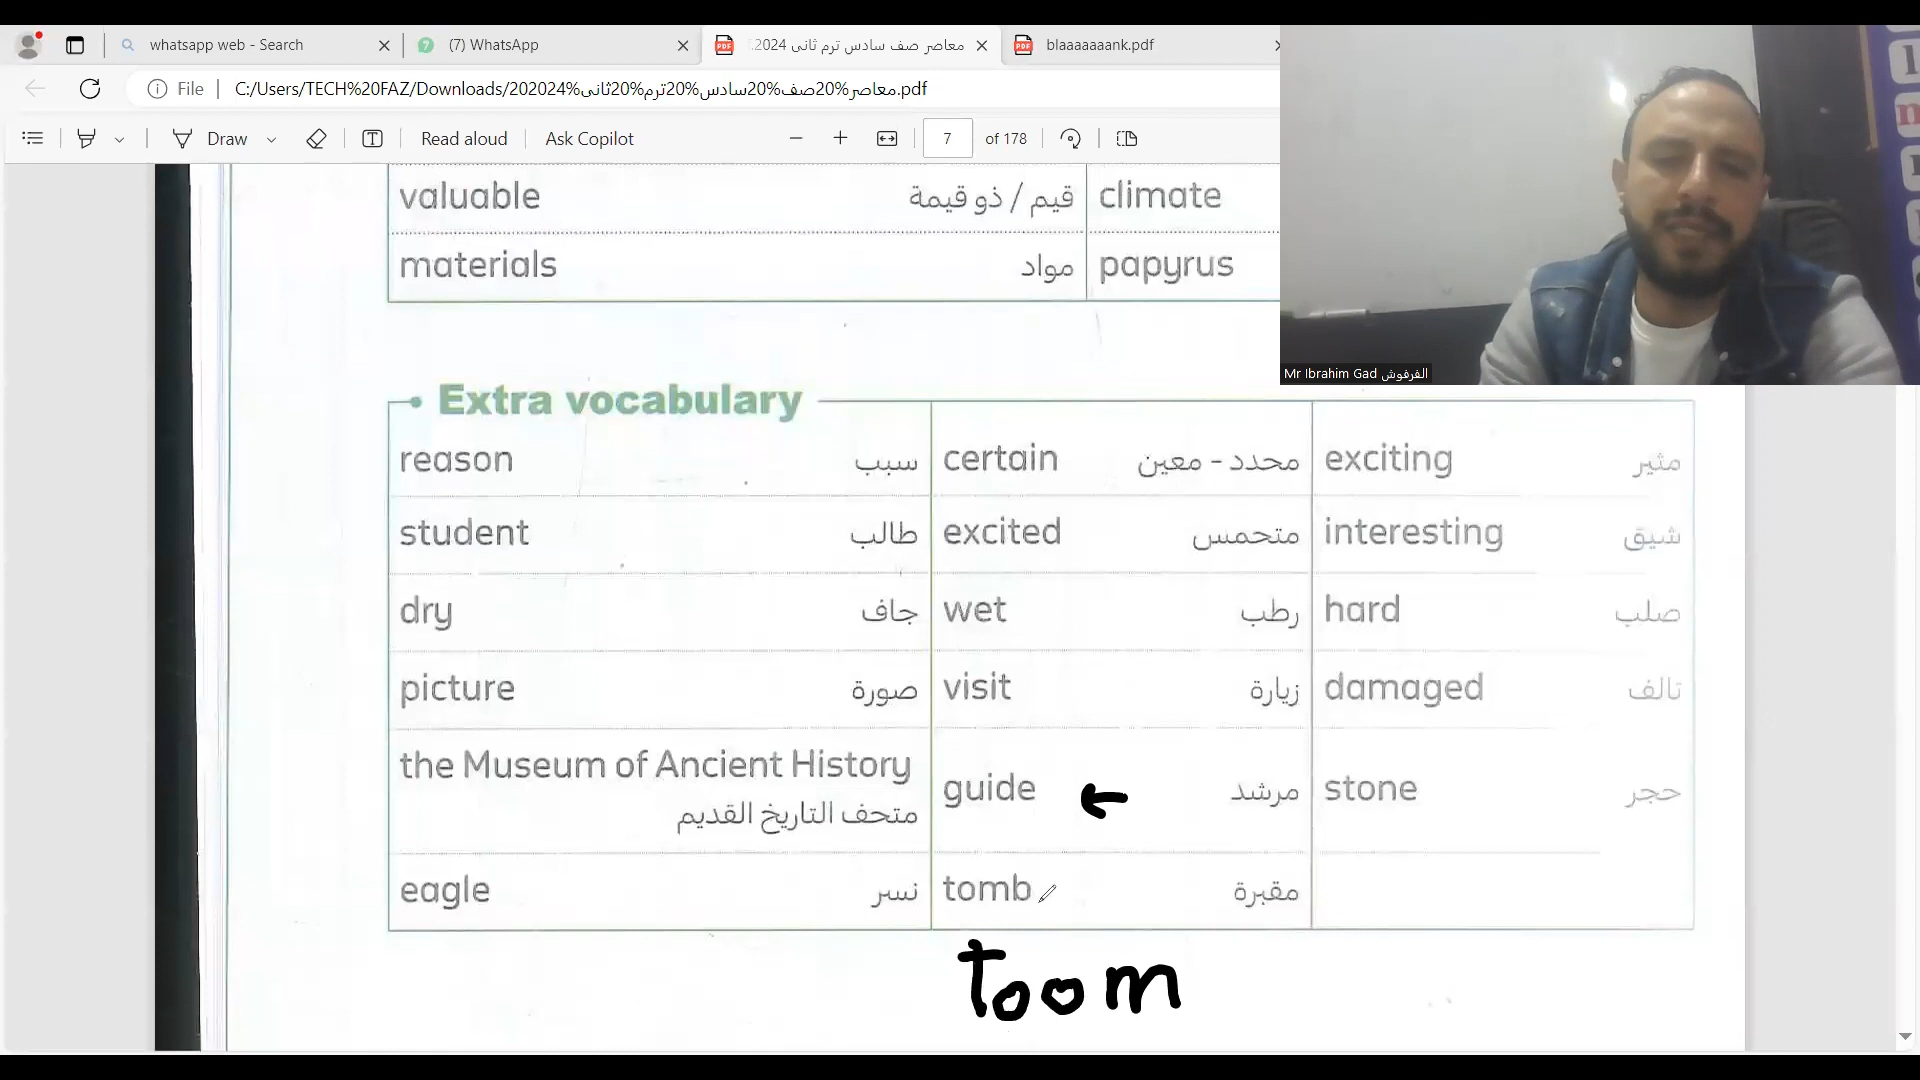 whatsapp web - Search
(7) WhatsApp
معاصر صف سادس ترم ثانى 2024
blaaaaaaank.pdf
File
C:/Users/TECH%20FAZ/Downloads/202024%معاصر%20صف%20سادس%20ترم%20ثانى.pdf
Draw
Read aloud
Ask Copilot
7 of 178
valuable قيم / ذو قيمة climate
materials مواد papyrus
Mr Ibrahim Gad الفرفوش
Extra vocabulary
reason سبب certain محدد - معين exciting مثير
student طالب excited متحمس interesting شيق
dry جاف wet رطب hard صلب
picture صورة visit زيارة damaged تالف
the Museum of Ancient History
متحف التاريخ القديم
guide مرشد stone حجر
eagle نسر tomb مقبرة
toom